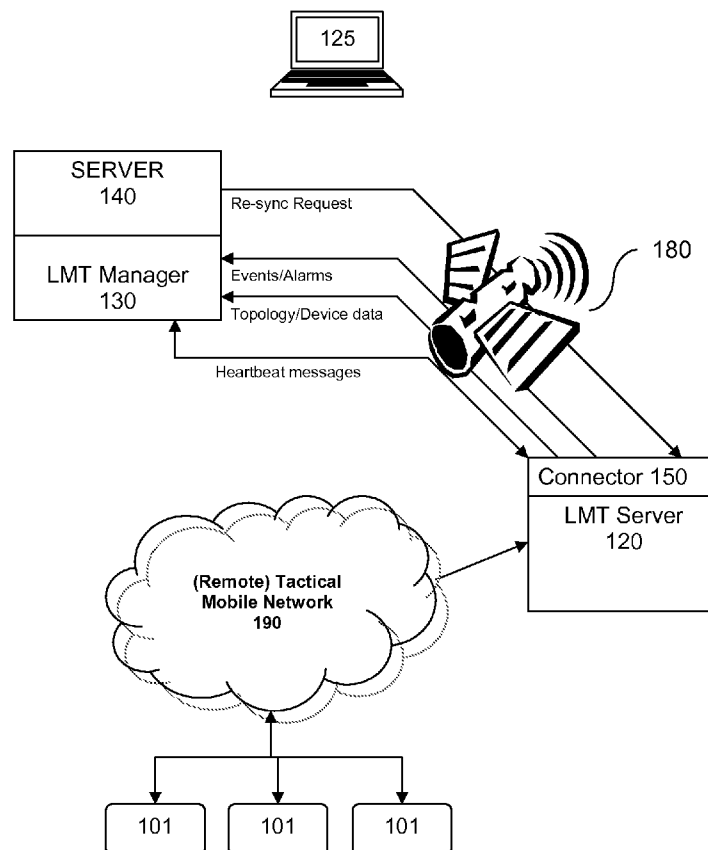 125
SERVER
140
Re-sync Request
180
LMT Manager
130
Events/Alarms
Topology/Device data
Heartbeat messages
Connector 150
LMT Server
120
(Remote) Tactical
Mobile Network
190
101
101
101